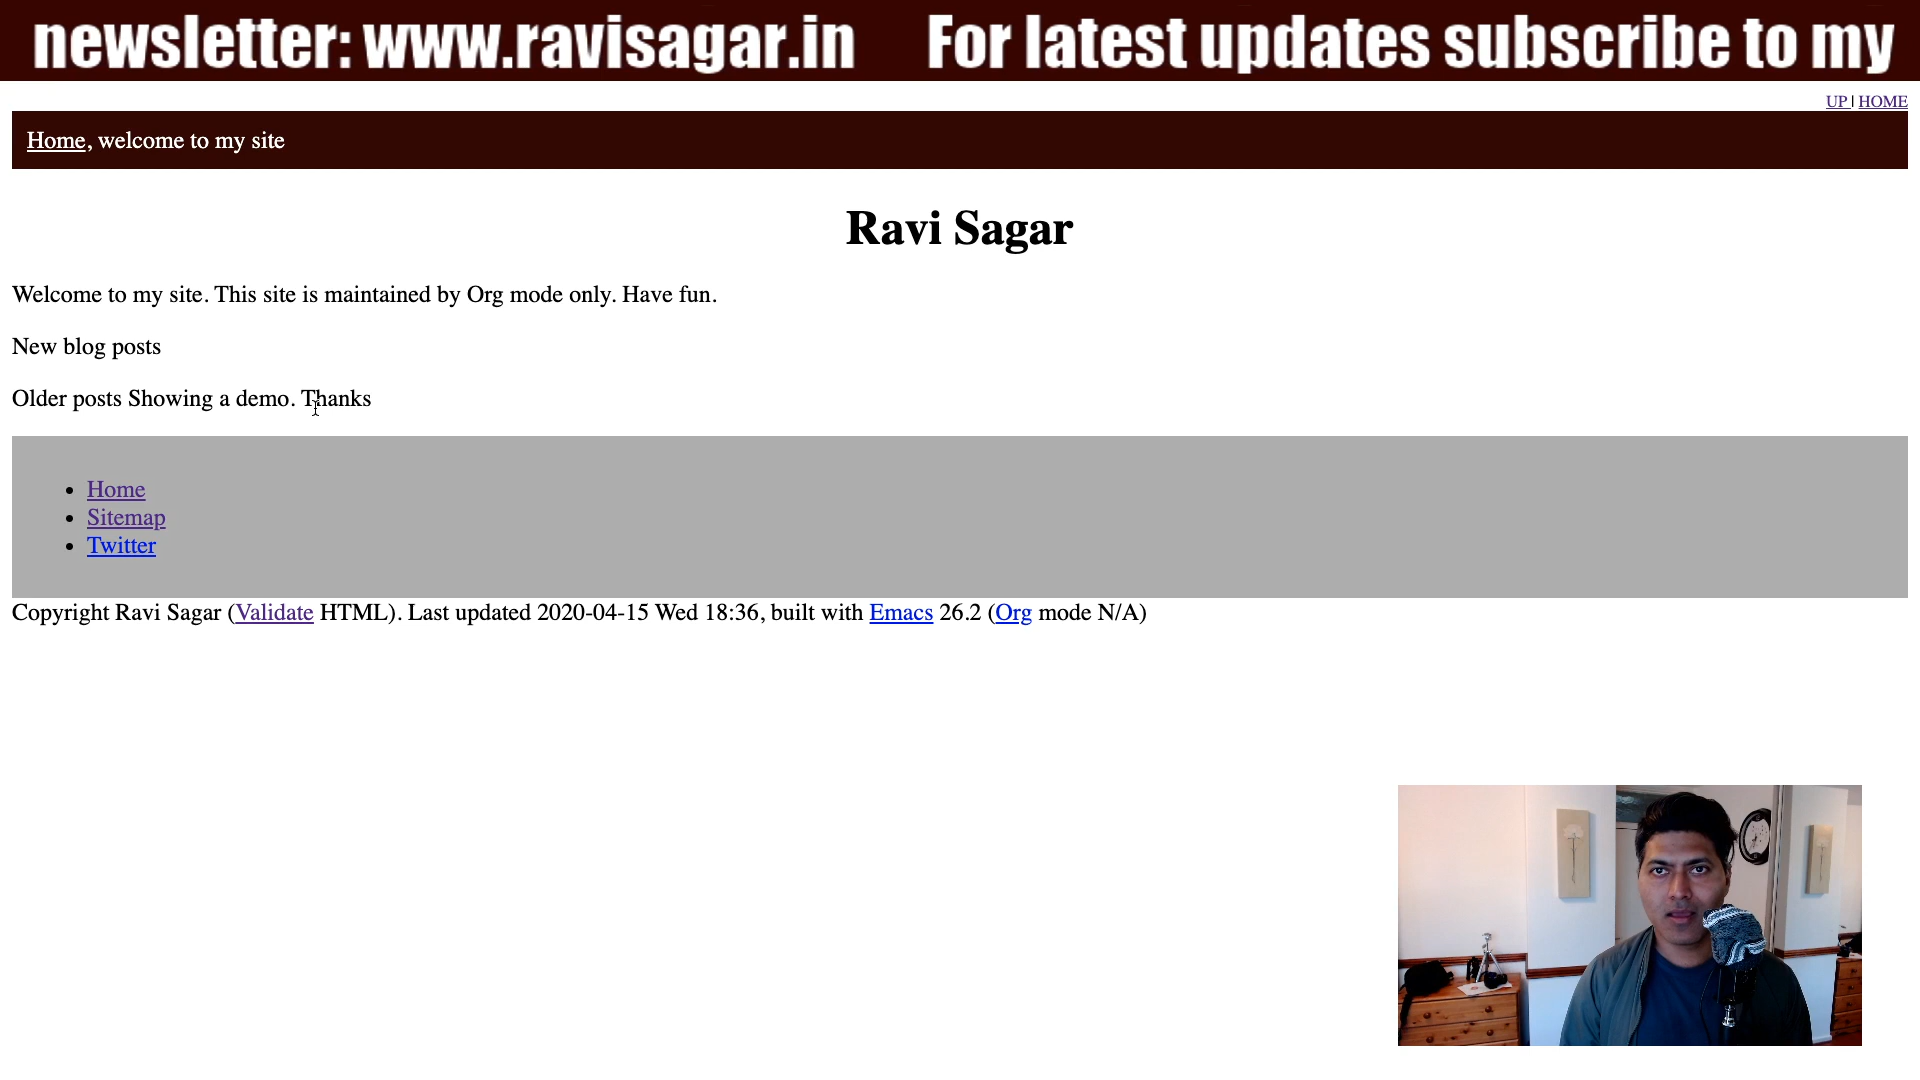 newsletter: www.ravisagar.in For latest updates subscribe to my
UP | HOME
Home, welcome to my site
Ravi Sagar
Welcome to my site. This site is maintained by Org mode only. Have fun.
New blog posts
Older posts Showing a demo. Thanks
Home
Sitemap
Twitter
Copyright Ravi Sagar (Validate HTML). Last updated 2020-04-15 Wed 18:36, built with Emacs 26.2 (Org mode N/A)